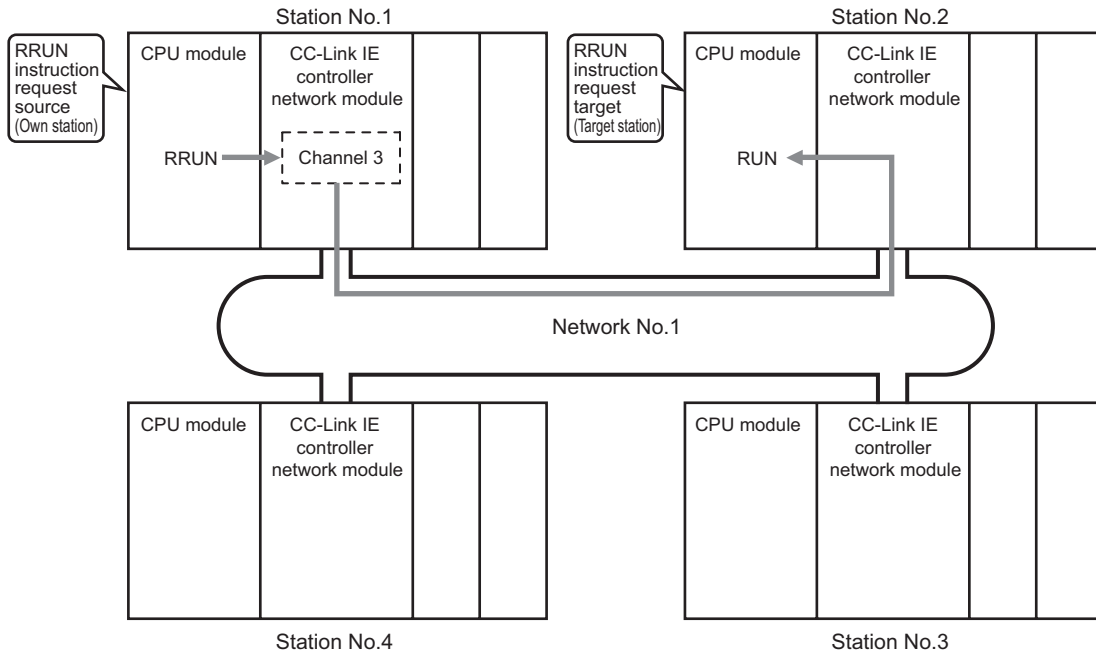 Station No.1
Station No.2
RRUN
instruction
request
source
(Own station)
CPU module
CC-Link IE
controller
network module
RRUN
Channel 3
RRUN
instruction
request
target
(Target station)
CPU module
CC-Link IE
controller
network module
RUN
Network No.1
CPU module
CC-Link IE
controller
network module
CPU module
CC-Link IE
controller
network module
Station No.4
Station No.3